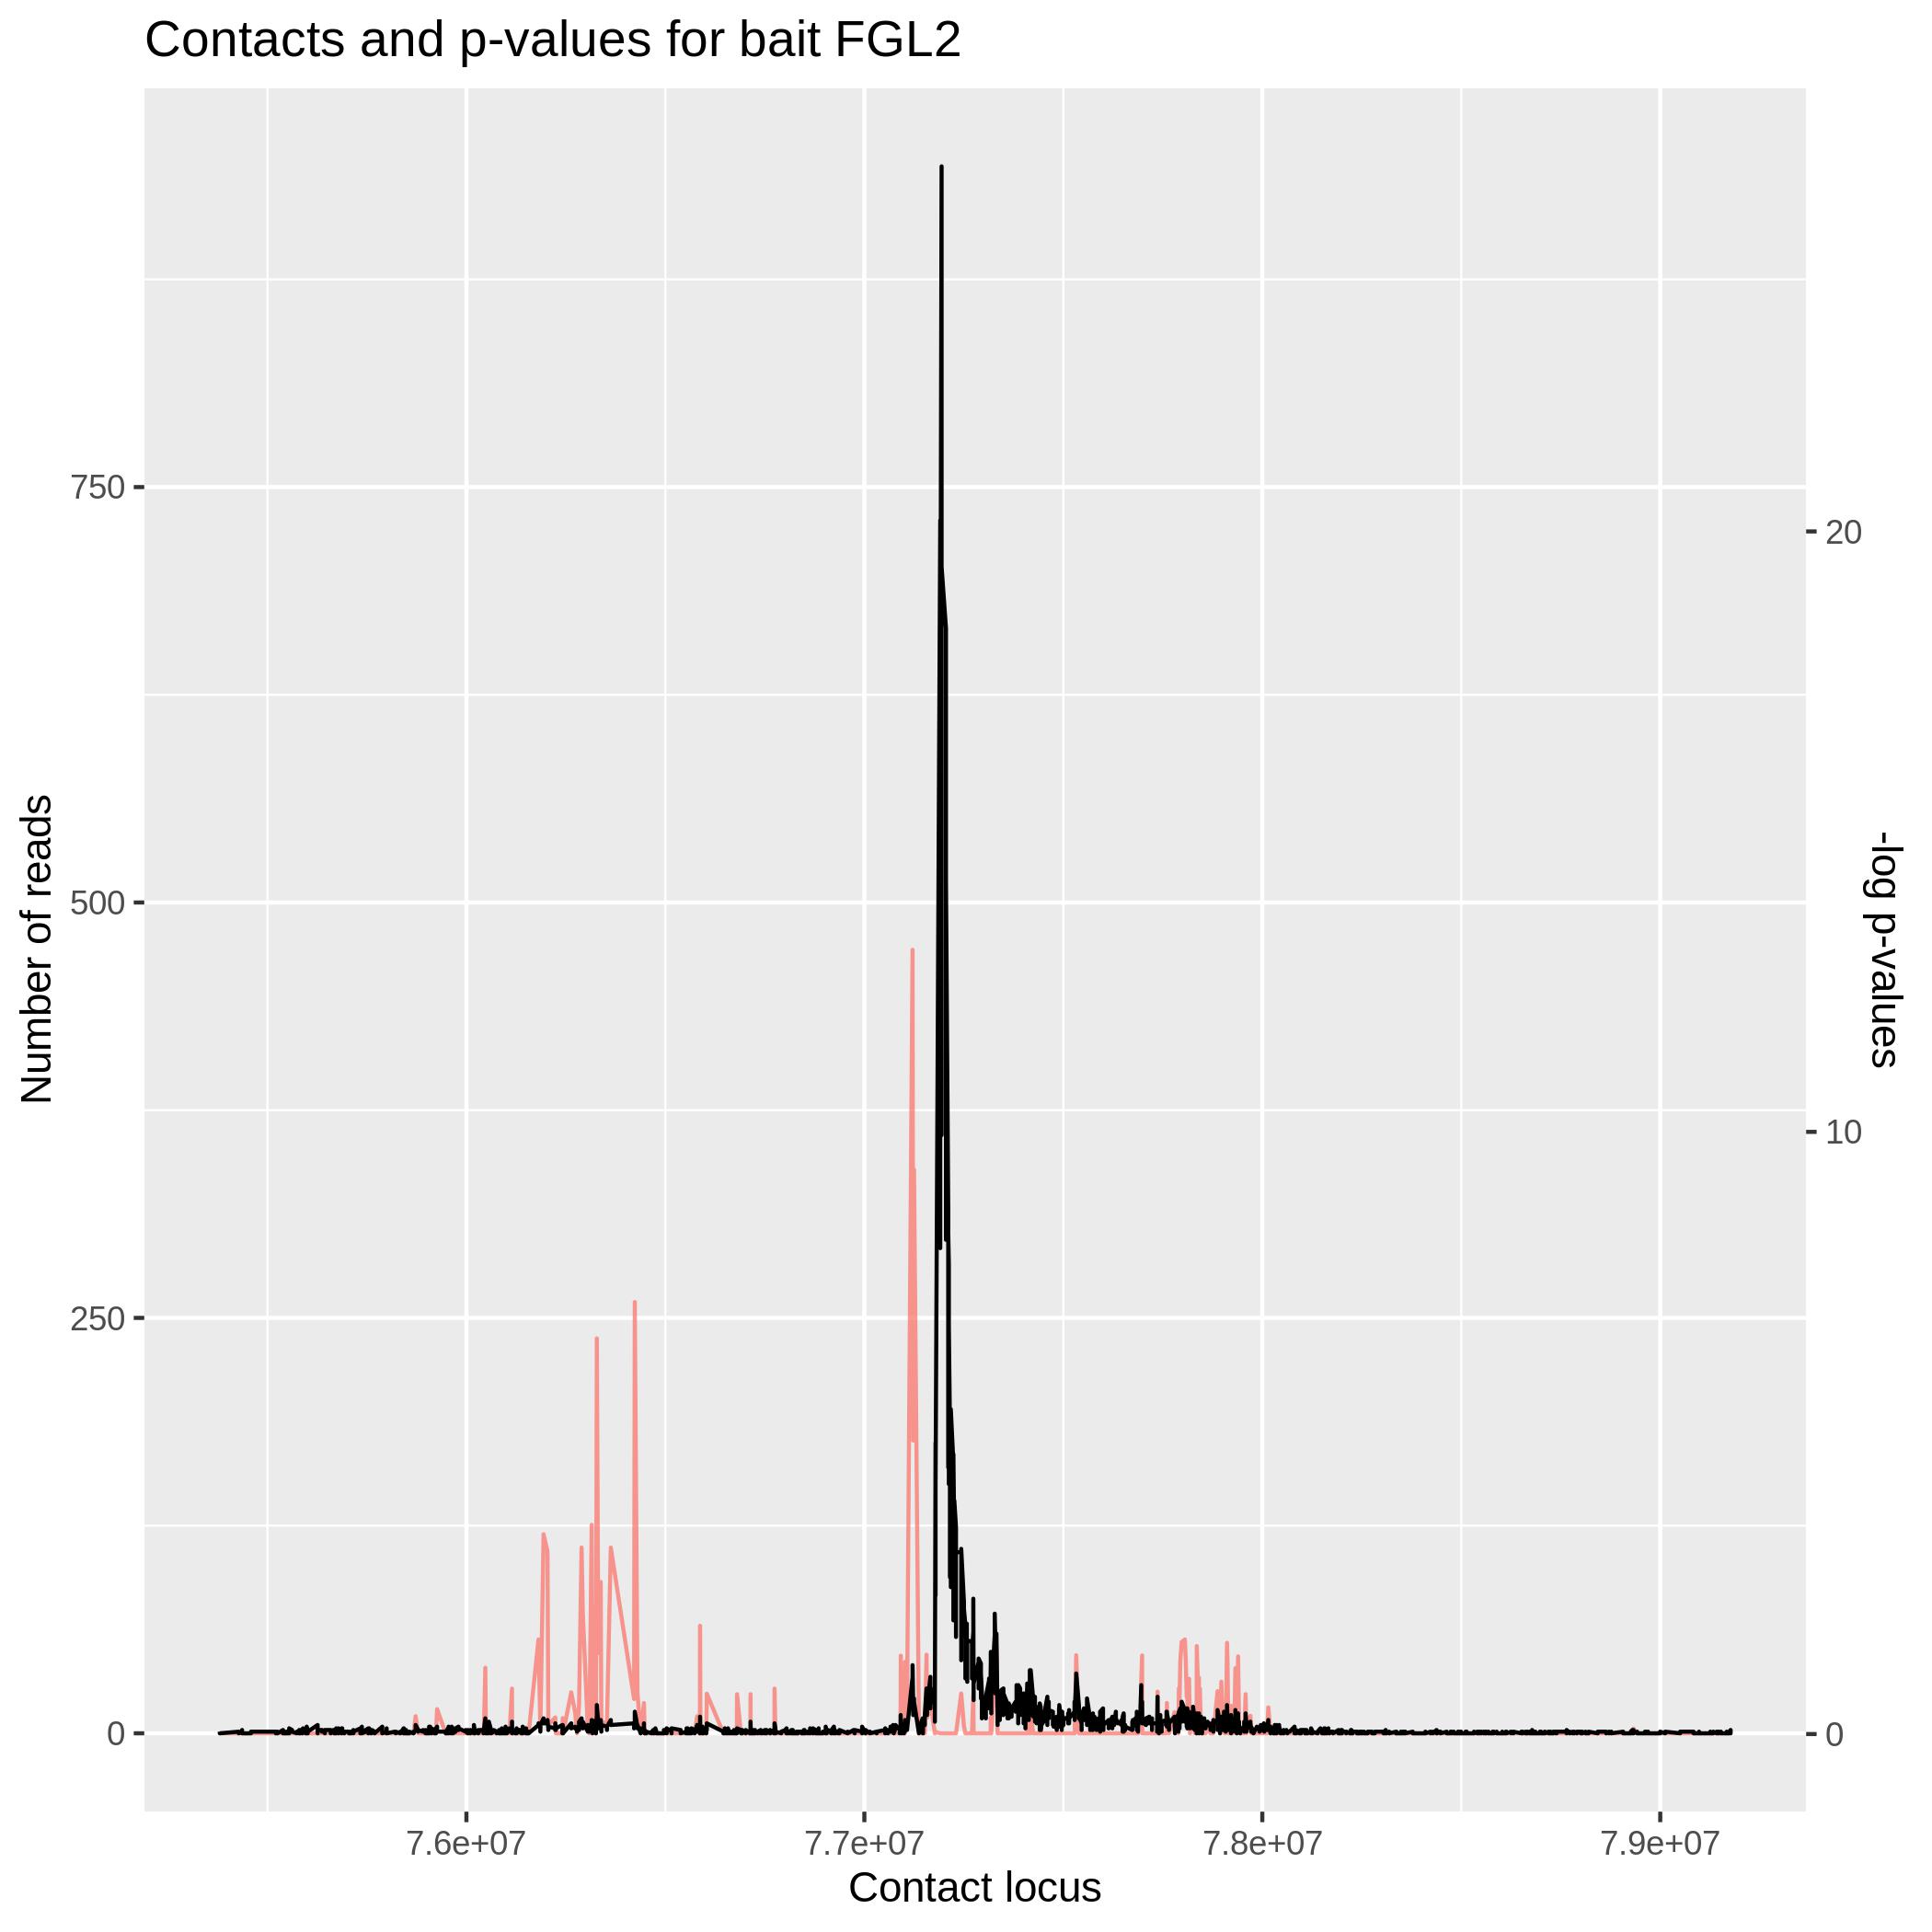 Contacts and p-values for bait FGL2
Number of reads
750
500
250
0
20
10
0
-log p-values
7.6e+07
7.7e+07
7.8e+07
7.9e+07
Contact locus